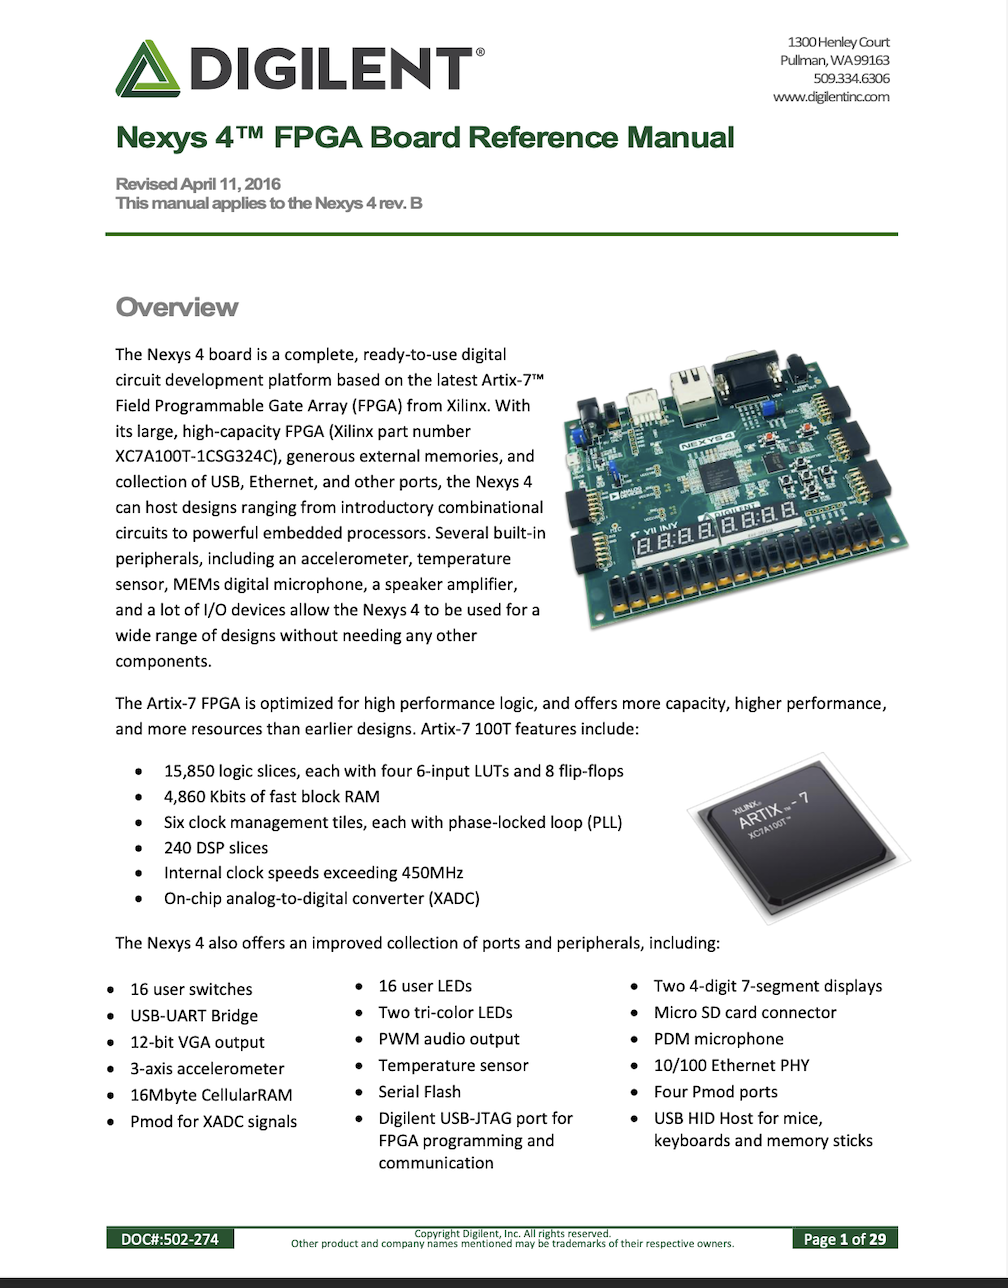 DIGILENT®
1300 Henley Court
Pullman, WA 99163
509.334.6306
www.digilentinc.com
Nexys 4™ FPGA Board Reference Manual
Revised April 11, 2016
This manual applies to the Nexys 4 rev. B
Overview
The Nexys 4 board is a complete, ready-to-use digital
circuit development platform based on the latest Artix-7™
Field Programmable Gate Array (FPGA) from Xilinx. With
its large, high-capacity FPGA (Xilinx part number
XC7A100T-1CSG324C), generous external memories, and
collection of USB, Ethernet, and other ports, the Nexys 4
can host designs ranging from introductory combinational
circuits to powerful embedded processors. Several built-in
peripherals, including an accelerometer, temperature
sensor, MEMs digital microphone, a speaker amplifier,
and a lot of I/O devices allow the Nexys 4 to be used for a
wide range of designs without needing any other
components.
NEXYS 4
ANALOG
DEVICES
DIGILENT
The Artix-7 FPGA is optimized for high performance logic, and offers more capacity, higher performance,
and more resources than earlier designs. Artix-7 100T features include:
• 15,850 logic slices, each with four 6-input LUTs and 8 flip-flops
• 4,860 Kbits of fast block RAM
• Six clock management tiles, each with phase-locked loop (PLL)
• 240 DSP slices
• Internal clock speeds exceeding 450MHz
• On-chip analog-to-digital converter (XADC)
XILINX®
ARTIX™-7
XC7A100T™
The Nexys 4 also offers an improved collection of ports and peripherals, including:
• 16 user switches
• USB-UART Bridge
• 12-bit VGA output
• 3-axis accelerometer
• 16Mbyte CellularRAM
• Pmod for XADC signals
• 16 user LEDs
• Two tri-color LEDs
• PWM audio output
• Temperature sensor
• Serial Flash
• Digilent USB-JTAG port for
FPGA programming and
communication
• Two 4-digit 7-segment displays
• Micro SD card connector
• PDM microphone
• 10/100 Ethernet PHY
• Four Pmod ports
• USB HID Host for mice,
keyboards and memory sticks
DOC#:502-274
Copyright Digilent, Inc. All rights reserved.
Other product and company names mentioned may be trademarks of their respective owners.
Page 1 of 29